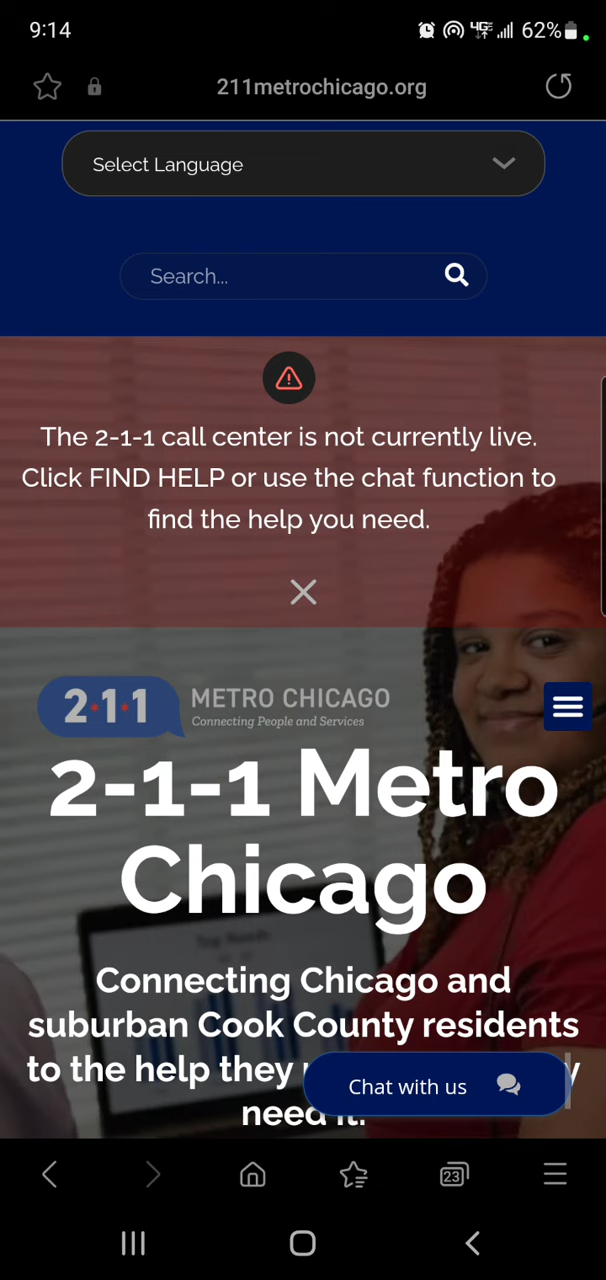 9:14
4GE
62%
211metrochicago.org
Select Language
Search...
The 2-1-1 call center is not currently live.
Click FIND HELP or use the chat function to
find the help you need.
2·1·1 METRO CHICAGO
Connecting People and Services
2-1-1 Metro
Chicago
Connecting Chicago and
suburban Cook County residents
to the help they
Chat with us
need it.
23